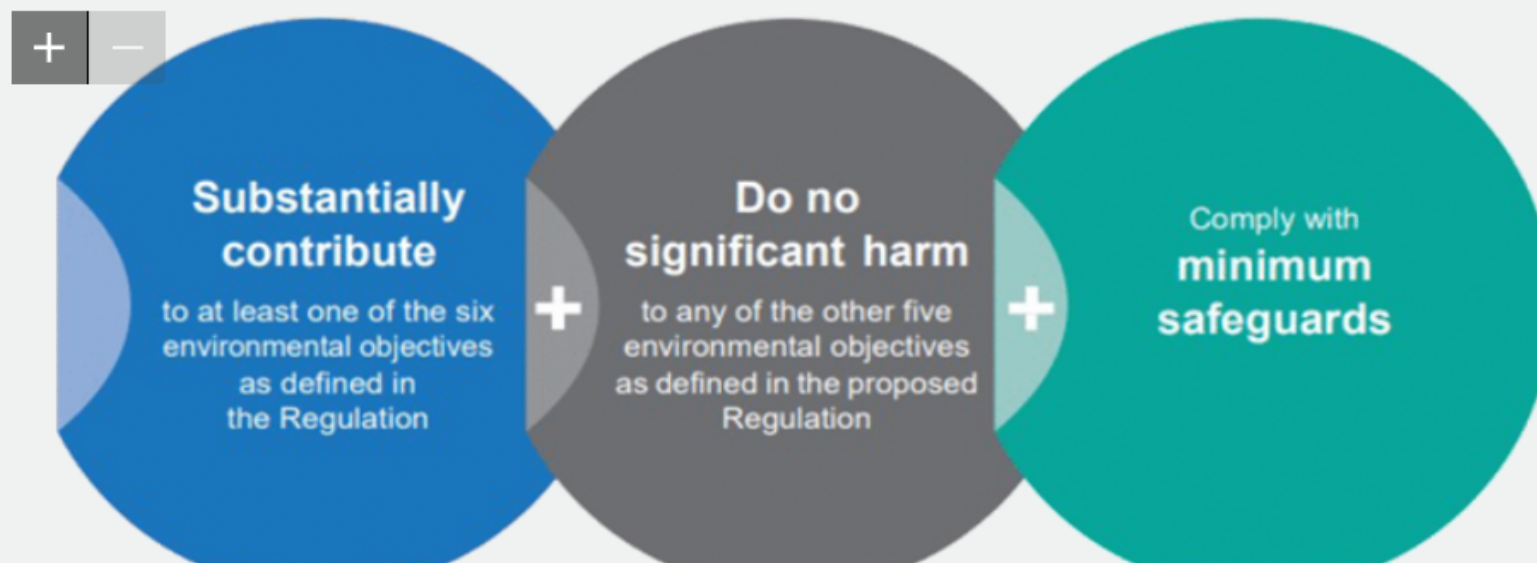 Substantially
contribute
to at least one of the six
environmental objectives
as defined in
the Regulation
+
Do no
significant harm
to any of the other five
environmental objectives
as defined in the proposed
Regulation
+
Comply with
minimum
safeguards